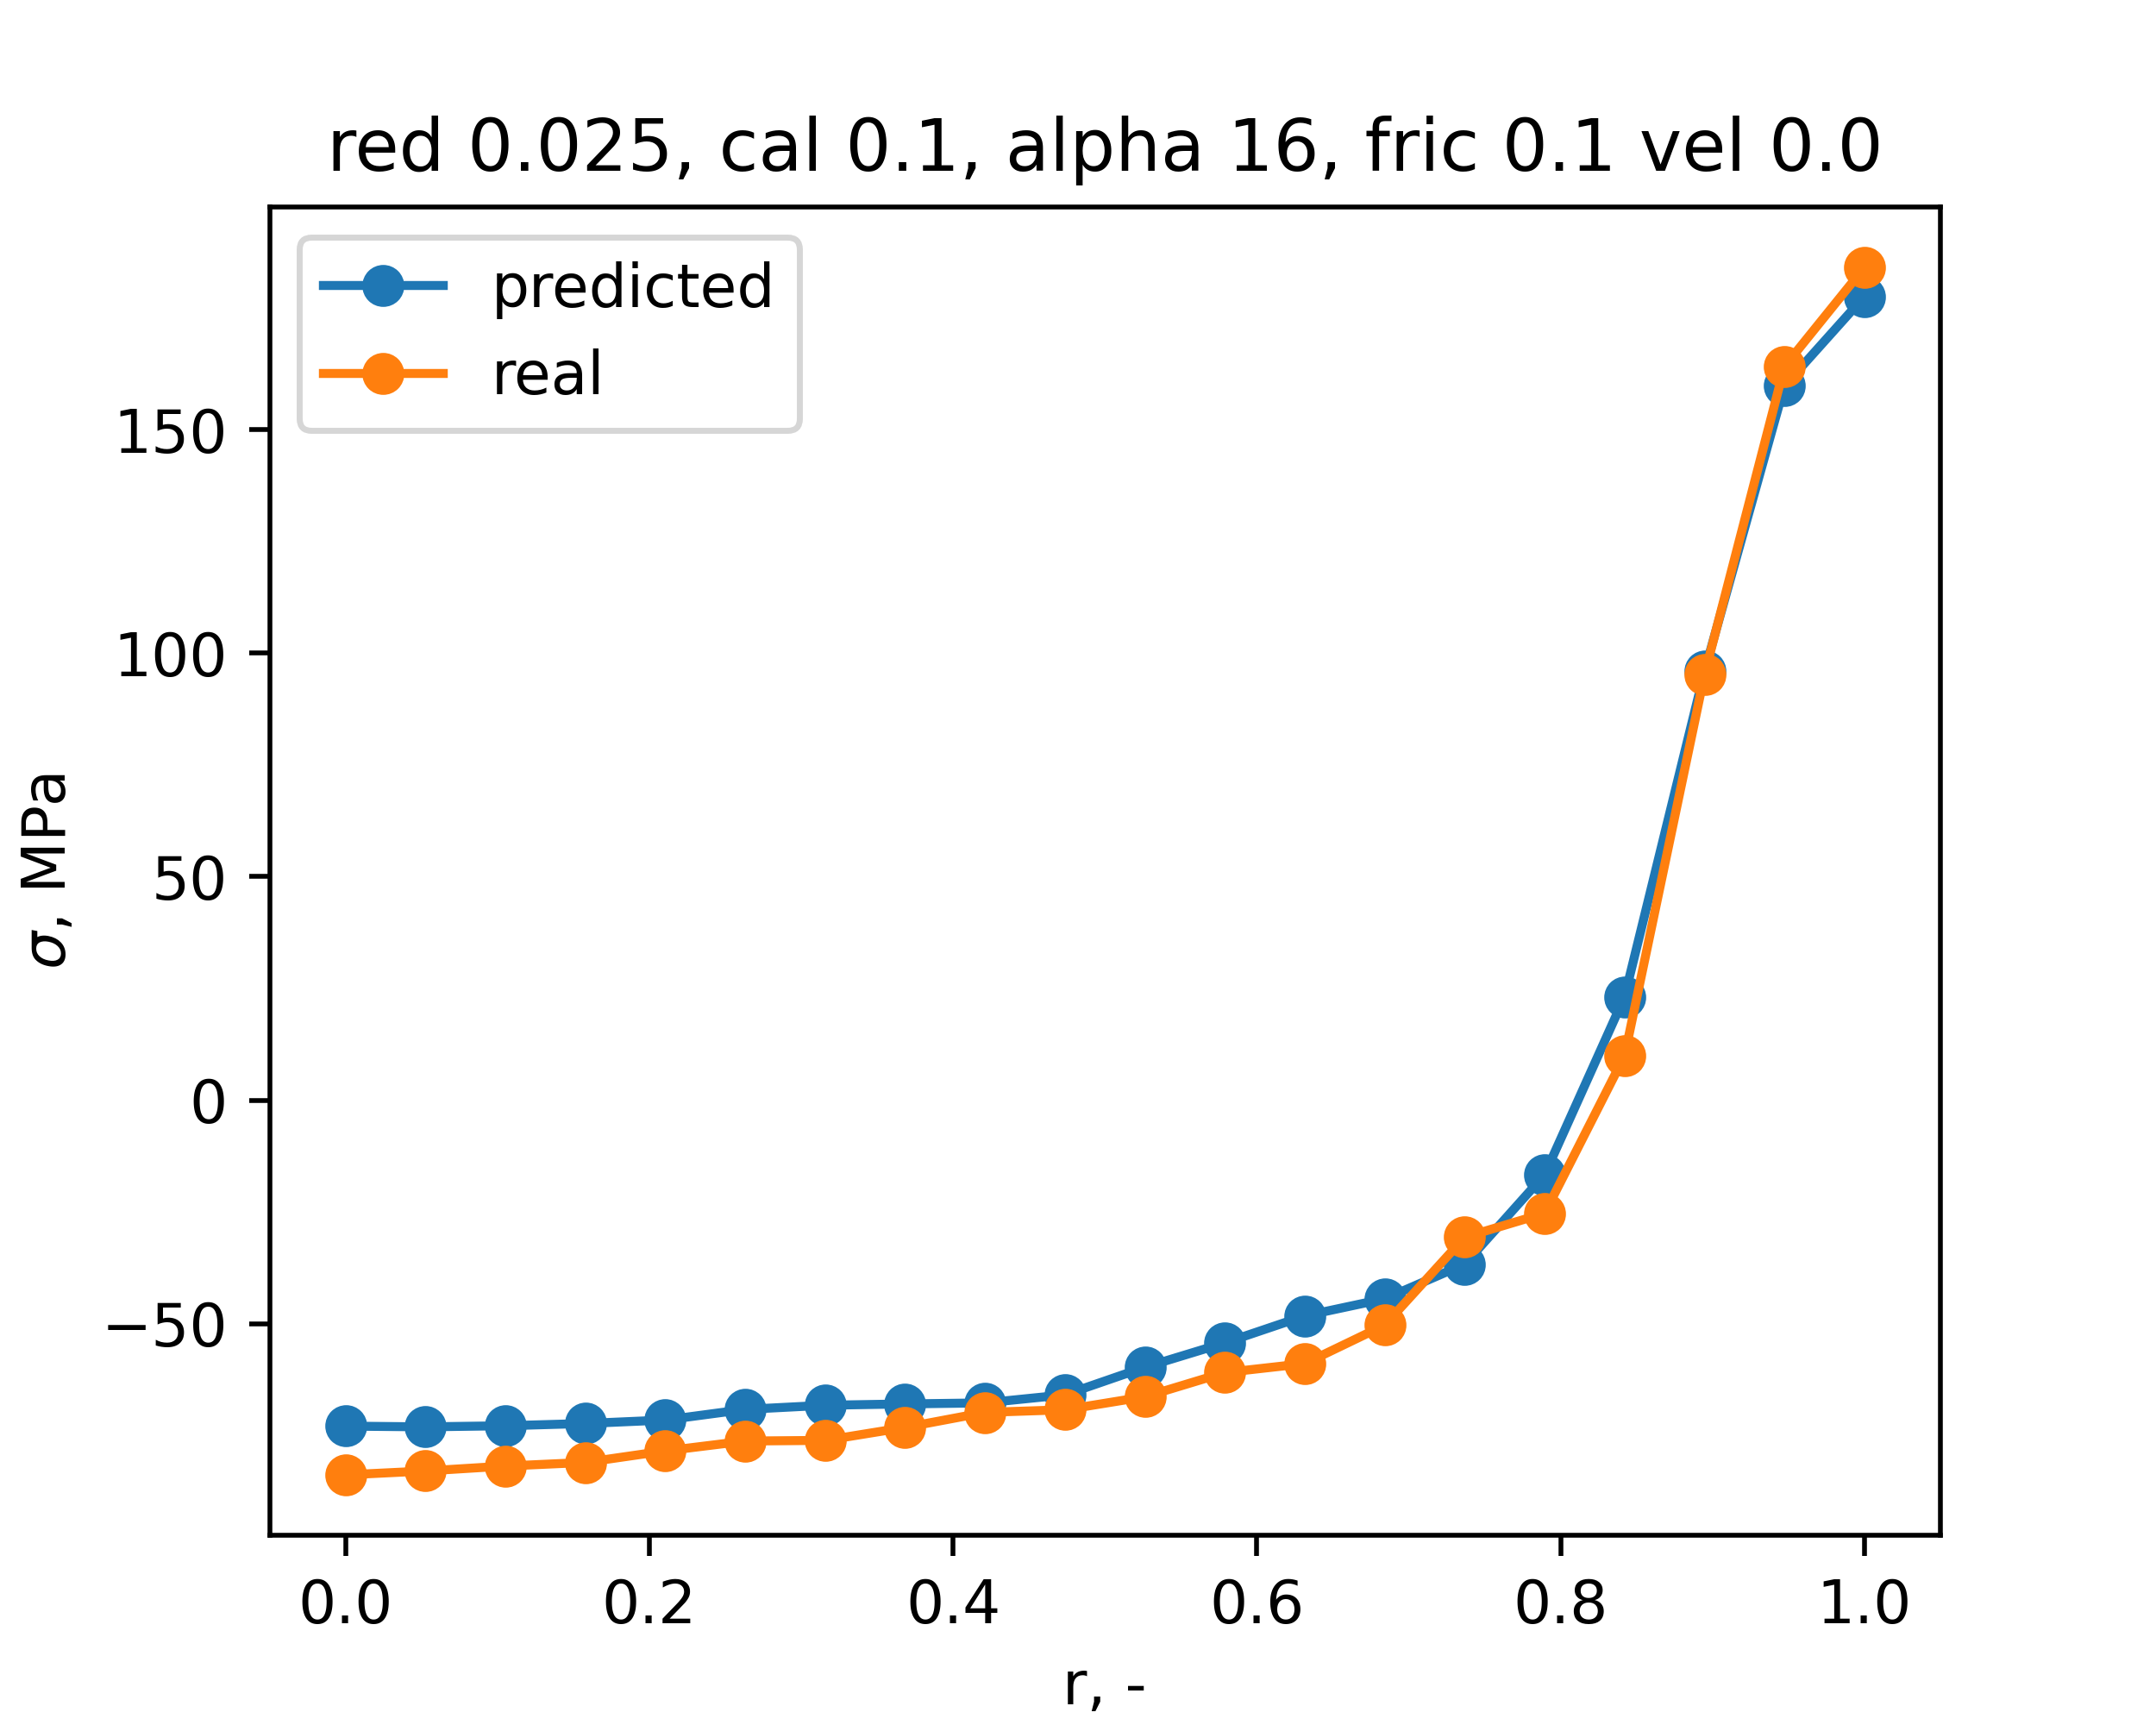 red 0.025, cal 0.1, alpha 16, fric 0.1 vel 0.0
predicted
real
150
100
50
0
−50
σ, MPa
0.0 0.2 0.4 0.6 0.8 1.0
r, -